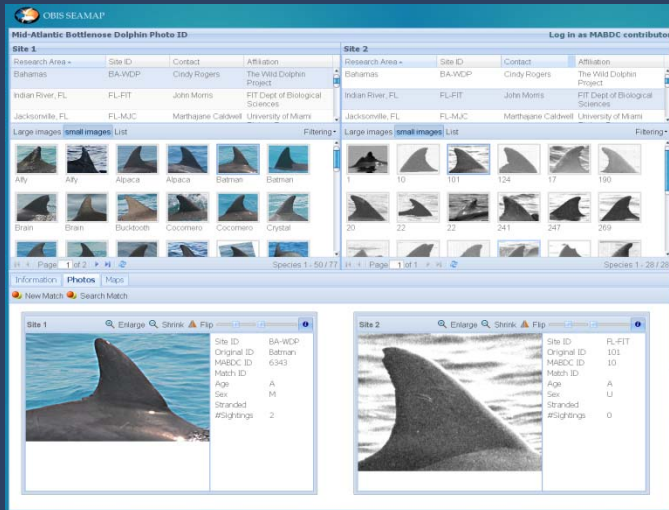 OBIS SEAMAP
Mid-Atlantic Bottlenose Dolphin Photo ID Log in as MABDC contributor
Site 1
Research Area Site ID Contact Affiliation
Bahamas BA-WDP Cindy Rogers The Wild Dolphin Project
Indian River, FL FL-FIT John Morris FIT Dept of Biological Sciences
Jacksonville, FL FL-MJC Marthajane Caldwell University of Miami
Large images small images List Filtering
Alfy Alfy Alpaca Alpaca Batman Batman
Brain Brain Bucktooth Cocomero Cocomero Crystal
Page 1 of 2 Species 1 - 50 / 77
Site 2
Research Area Site ID Contact Affiliation
Bahamas BA-WDP Cindy Rogers The Wild Dolphin Project
Indian River, FL FL-FIT John Morris FIT Dept of Biological Sciences
Jacksonville, FL FL-MJC Marthajane Caldwell University of Miami
Large images small images List Filtering
1 10 101 124 17 190
20 22 22 241 247 269
Page 1 of 1 Species 1 - 28 / 28
Information Photos Maps
New Match Search Match
Site 1 Enlarge Shrink Flip
Site ID BA-WDP
Original ID Batman
MABDC ID 6343
Match ID
Age A
Sex M
Stranded
#Sightings 2
Site 2 Enlarge Shrink Flip
Site ID FL-FIT
Original ID 101
MABDC ID 10
Match ID
Age A
Sex U
Stranded
#Sightings 0